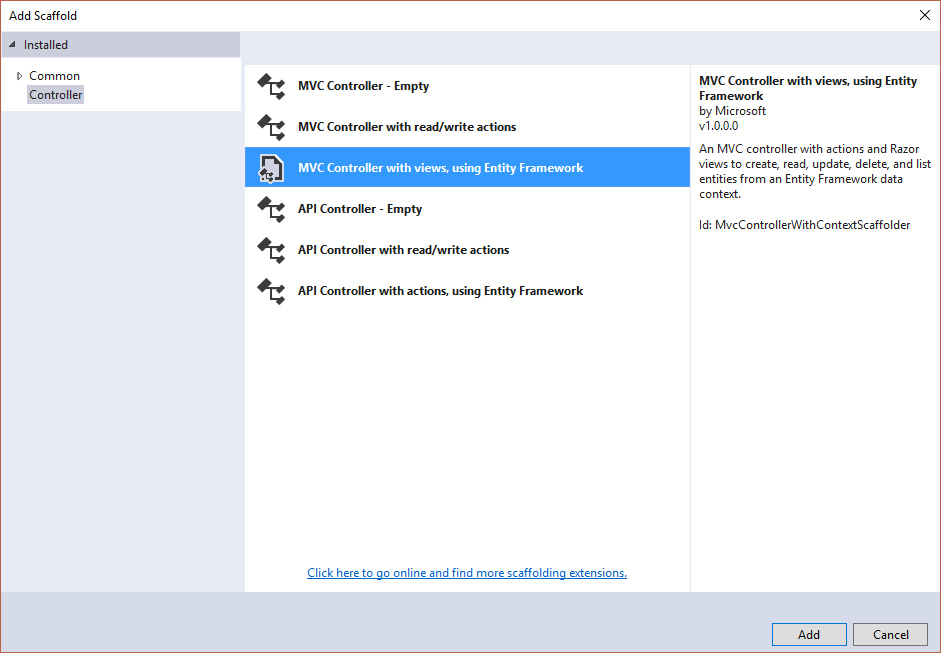 Add Scaffold
Installed
Common
Controller
MVC Controller - Empty
MVC Controller with read/write actions
MVC Controller with views, using Entity Framework
API Controller - Empty
API Controller with read/write actions
API Controller with actions, using Entity Framework
Click here to go online and find more scaffolding extensions.
MVC Controller with views, using Entity
Framework
by Microsoft
v1.0.0.0
An MVC controller with actions and Razor
views to create, read, update, delete, and list
entities from an Entity Framework data
context.
Id: MvcControllerWithContextScaffolder
Add
Cancel